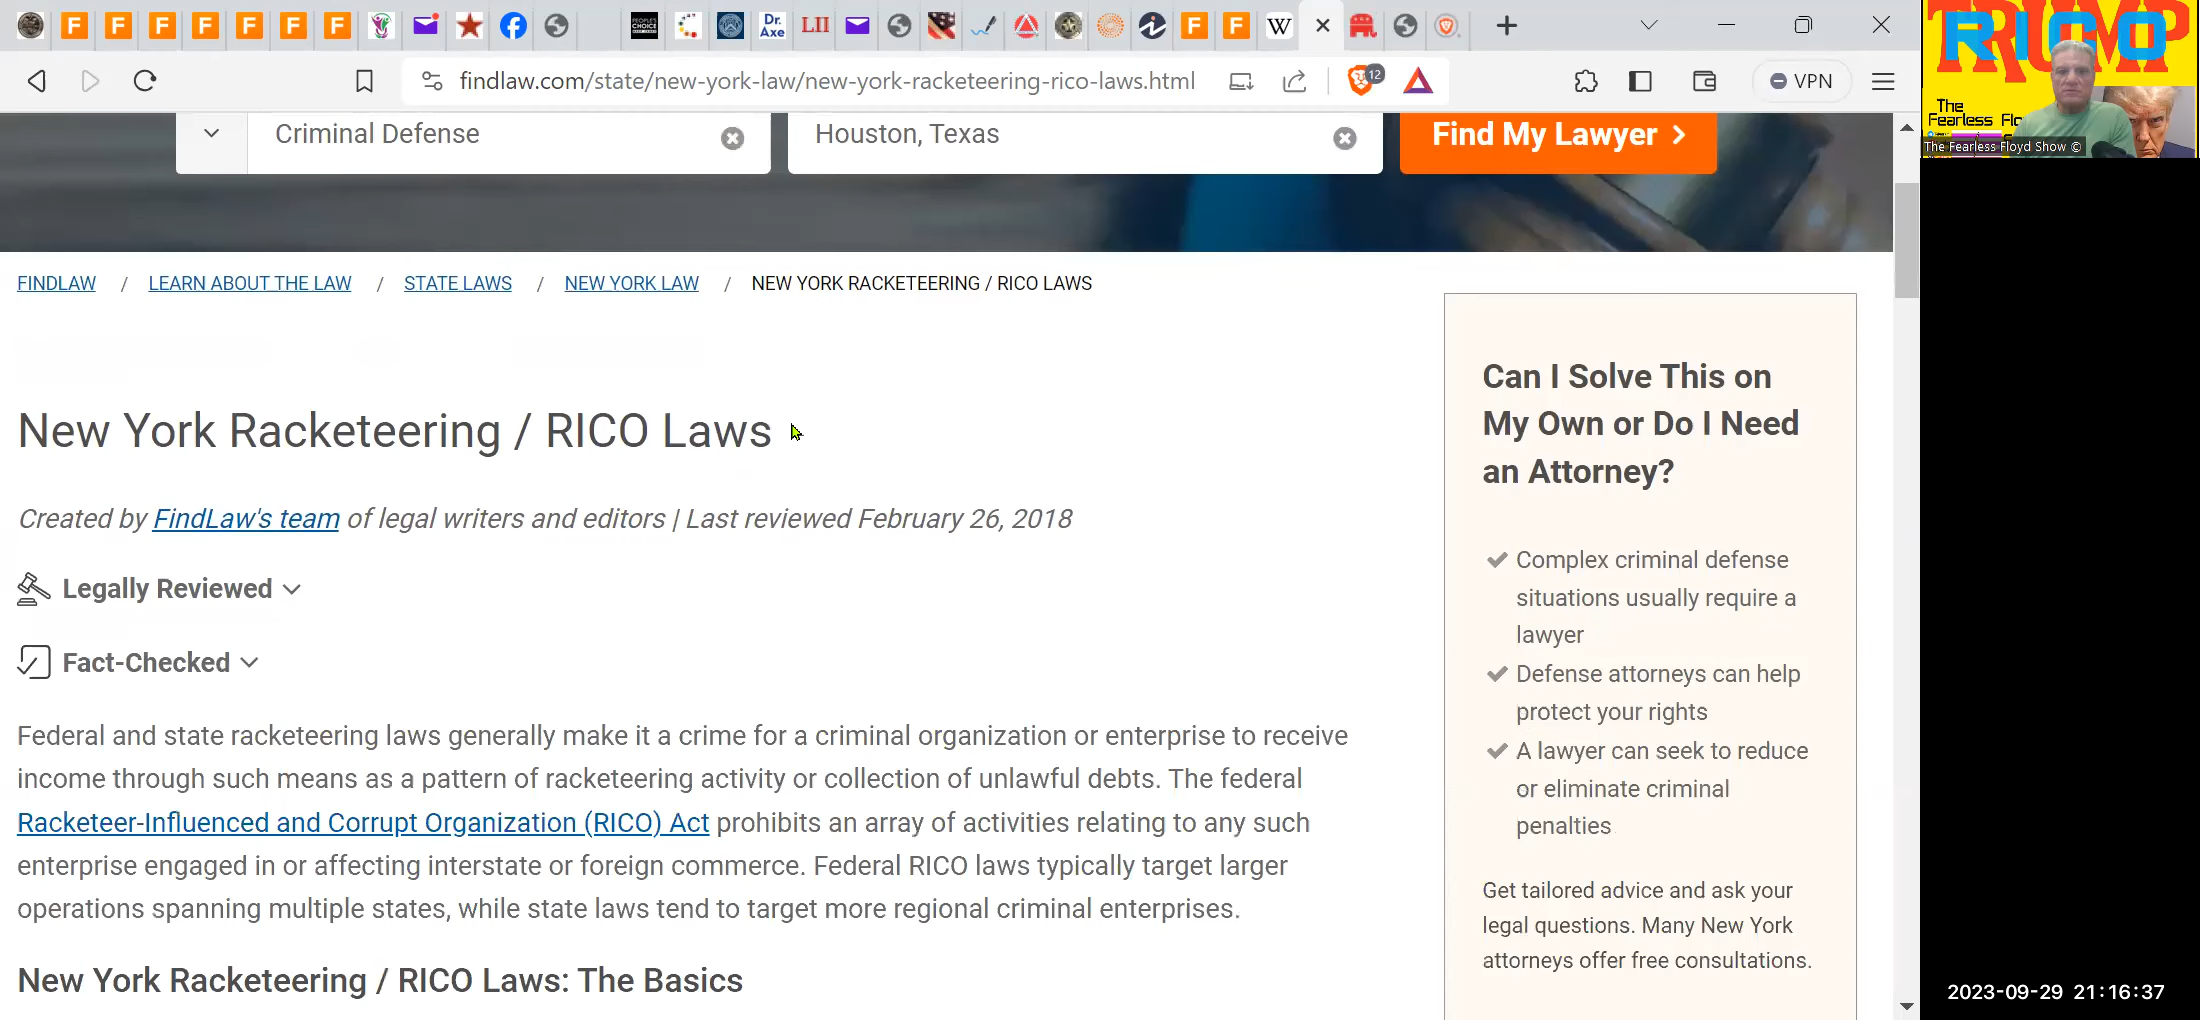 Dr.
Axe
LII
W
findlaw.com/state/new-york-law/new-york-racketeering-rico-laws.html
12
VPN
Criminal Defense
Houston, Texas
Find My Lawyer
FINDLAW / LEARN ABOUT THE LAW / STATE LAWS / NEW YORK LAW / NEW YORK RACKETEERING / RICO LAWS
New York Racketeering / RICO Laws
Created by FindLaw's team of legal writers and editors | Last reviewed February 26, 2018
Legally Reviewed
Fact-Checked
Federal and state racketeering laws generally make it a crime for a criminal organization or enterprise to receive
income through such means as a pattern of racketeering activity or collection of unlawful debts. The federal
Racketeer-Influenced and Corrupt Organization (RICO) Act prohibits an array of activities relating to any such
enterprise engaged in or affecting interstate or foreign commerce. Federal RICO laws typically target larger
operations spanning multiple states, while state laws tend to target more regional criminal enterprises.
New York Racketeering / RICO Laws: The Basics
Can I Solve This on
My Own or Do I Need
an Attorney?
Complex criminal defense
situations usually require a
lawyer
Defense attorneys can help
protect your rights
A lawyer can seek to reduce
or eliminate criminal
penalties
Get tailored advice and ask your
legal questions. Many New York
attorneys offer free consultations.
TRUMP
RICO
The
Fearless Flo
The Fearless Floyd Show ©
2023-09-29 21:16:37